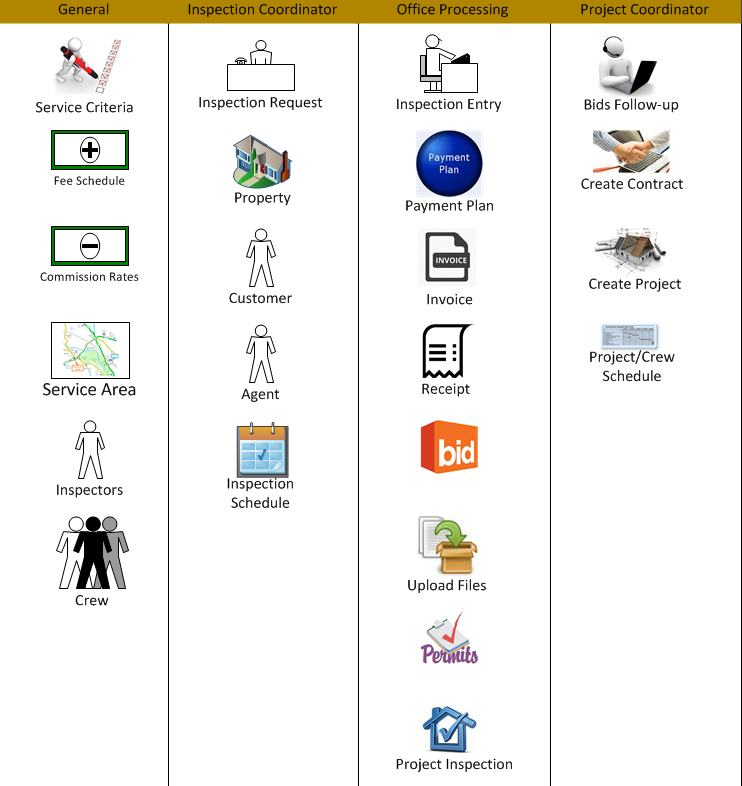 General
Inspection Coordinator
Office Processing
Project Coordinator
Service Criteria
Fee Schedule
Commission Rates
Service Area
Inspectors
Crew
Inspection Request
Property
Customer
Agent
Inspection
Schedule
Inspection Entry
Payment
Plan
Payment Plan
INVOICE
Invoice
Receipt
bid
Upload Files
Permits
Project Inspection
Bids Follow-up
Create Contract
Create Project
Project/Crew
Schedule